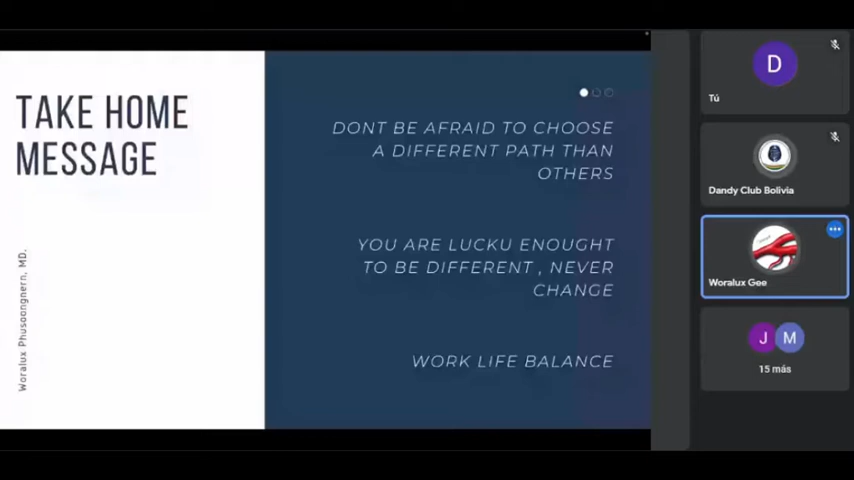 TAKE HOME
MESSAGE
Woralux Phusoongnern, MD.
DONT BE AFRAID TO CHOOSE
A DIFFERENT PATH THAN
OTHERS
YOU ARE LUCKU ENOUGHT
TO BE DIFFERENT , NEVER
CHANGE
WORK LIFE BALANCE
D
Tú
Dandy Club Bolivia
Woralux Gee
J M
15 más